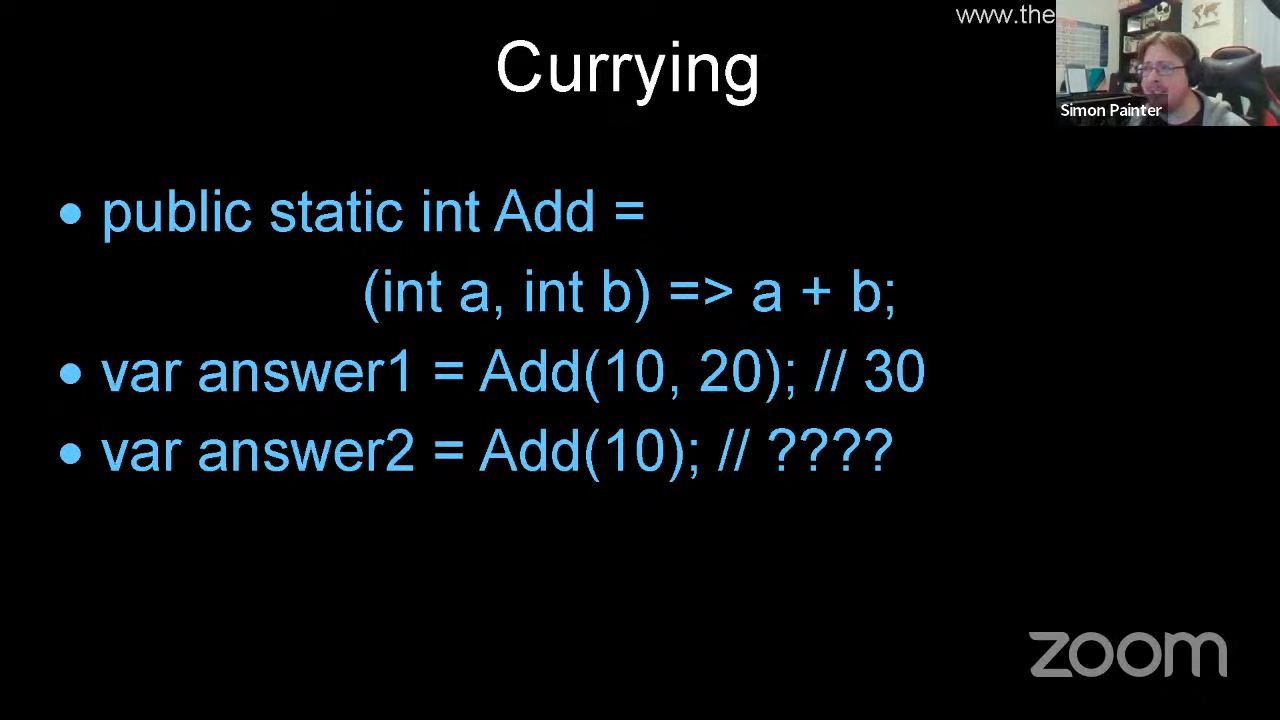 www.the
Currying
Simon Painter
• public static int Add =
(int a, int b) => a + b;
• var answer1 = Add(10, 20); // 30
• var answer2 = Add(10); // ????
zoom